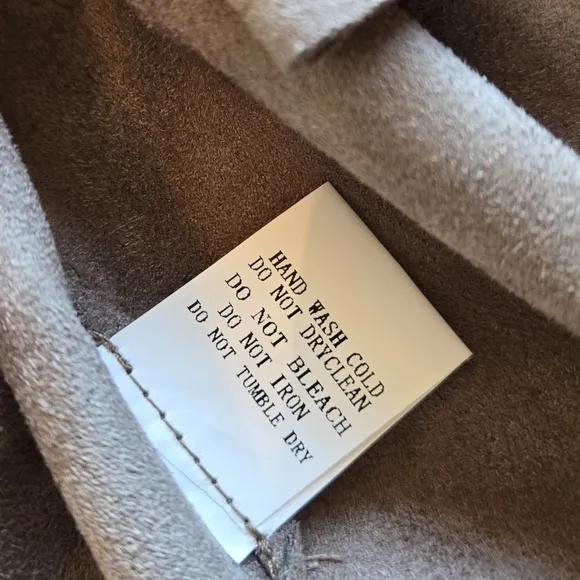 HAND WASH COLD
DO NOT DRYCLEAN
DO NOT BLEACH
DO NOT IRON
DO NOT TUMBLE DRY